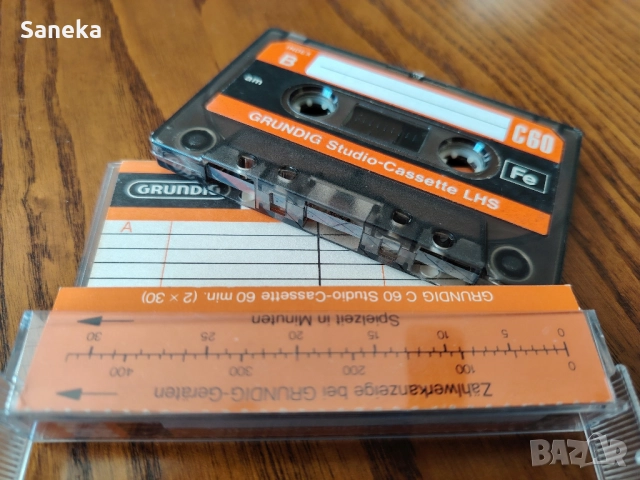 Saneka
SIDE
B
am
C60
GRUNDIG Studio-Cassette LHS
Fe
GRUNDIG
A
GRUNDIG C 60 Studio-Cassette 60 min. (2 × 30)
Spielzeit in Minuten
0 5 10 15 20 25 30
0 100 200 300 400
Zählwerkanzeige bei GRUNDIG-Geräten
BAZAR